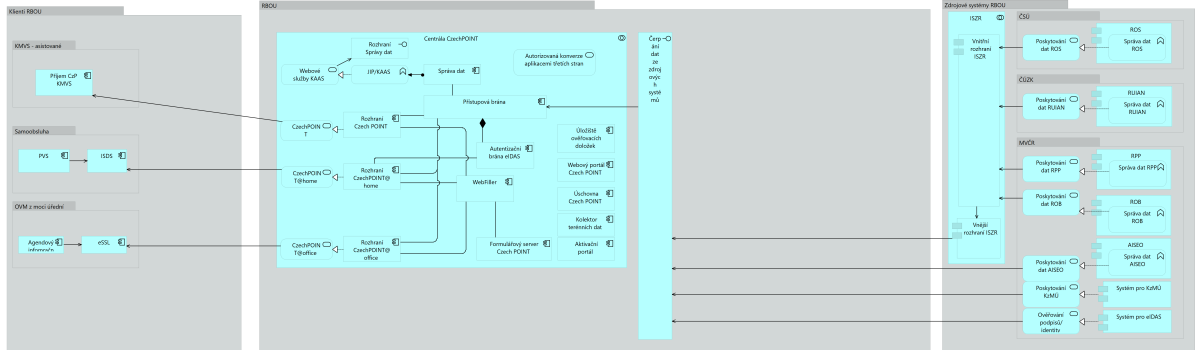 Klienti RBOU
KMVS - asistované
Příjem CzP
KMVS
Samoobsluha
PVS
ISDS
OVM z moci úřední
Agendový
informačn
eSSL
RBOU
Centrála CzechPOINT
Rozhraní
Správy dat
Webové
služby KAAS
JIP/KAAS
Správa dat
Autorizovaná konverze
aplikacemi třetích stran
Přístupová brána
CzechPOIN
T
Rozhraní
Czech POINT
Autentizační
brána eIDAS
CzechPOIN
T@home
Rozhraní
CzechPOINT@
home
WebFiller
CzechPOIN
T@office
Rozhraní
CzechPOINT@
office
Formulářový server
Czech POINT
Úložiště
ověřovacích
doložek
Webový portál
Czech POINT
Úschovna
Czech POINT
Kolektor
terénních dat
Aktivační
portál
Čerp
ání
dat
ze
zdroj
ovýc
h
systé
mů
Zdrojové systémy RBOU
ISZR
Vnitřní
rozhraní
ISZR
Vnější
rozhraní ISZR
ČSÚ
Poskytování
dat ROS
ROS
Správa dat
ROS
ČÚZK
Poskytování
dat RUIAN
RUIAN
Správa dat
RUIAN
MVČR
Poskytování
dat RPP
RPP
Správa dat RPP
Poskytování
dat ROB
ROB
Správa dat
ROB
Poskytování
dat AISEO
AISEO
Správa dat
AISEO
Poskytování
KzMÚ
Systém pro KzMÚ
Ověřování
podpisů/
identity
Systém pro eIDAS